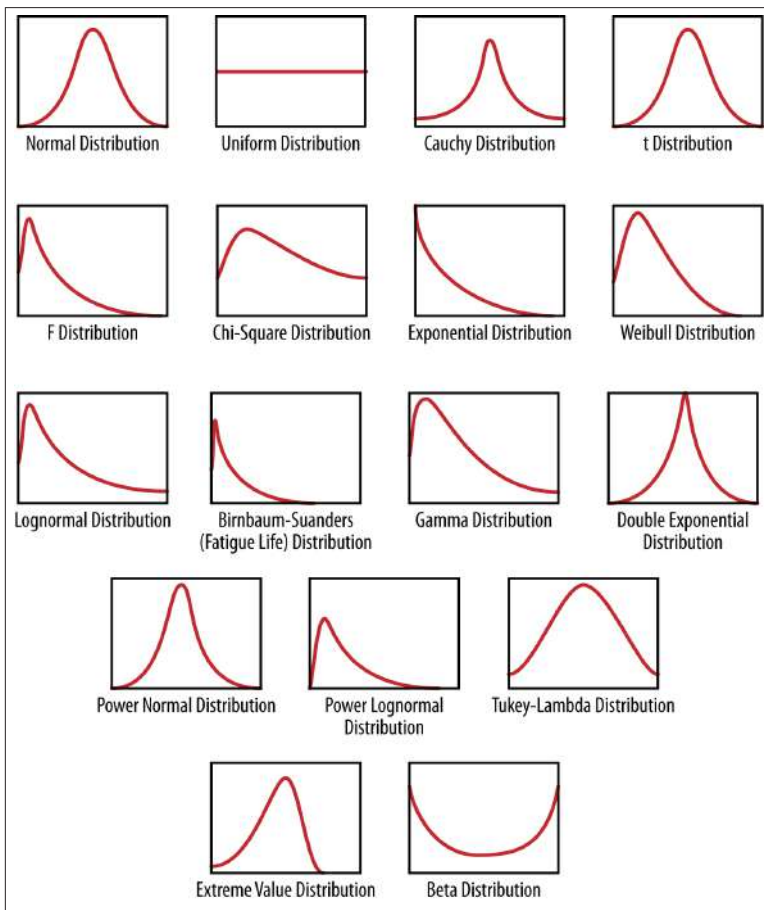 Normal Distribution
Uniform Distribution
Cauchy Distribution
t Distribution
F Distribution
Chi-Square Distribution
Exponential Distribution
Weibull Distribution
Lognormal Distribution
Birnbaum-Suanders
(Fatigue Life) Distribution
Gamma Distribution
Double Exponential
Distribution
Power Normal Distribution
Power Lognormal
Distribution
Tukey-Lambda Distribution
Extreme Value Distribution
Beta Distribution